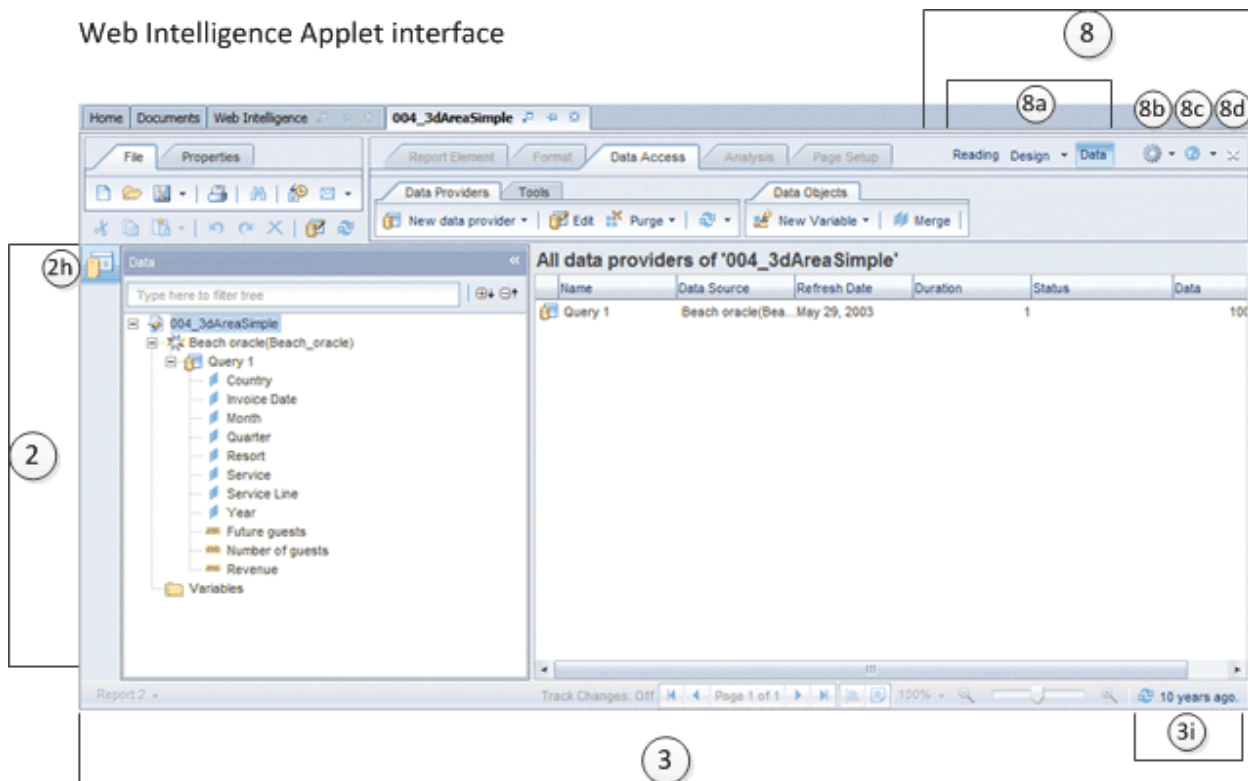 Web Intelligence Applet interface
8
8a
8b 8c 8d
Home Documents Web Intelligence 004_3dAreaSimple
File Properties Report Element Format Data Access Analysis Page Setup Reading Design Data
Data Providers Tools Data Objects
New data provider Edit Purge New Variable Merge
2h
Data
All data providers of '004_3dAreaSimple'
Type here to filter tree
Name Data Source Refresh Date Duration Status Data
Query 1 Beach oracle(Bea... May 29, 2003 1 100
004_3dAreaSimple
Beach oracle(Beach_oracle)
Query 1
Country
Invoice Date
Month
Quarter
Resort
Service
Service Line
Year
Future guests
Number of guests
Revenue
Variables
2
Report 2 Track Changes: Off Page 1 of 1 100% 10 years ago.
3i
3